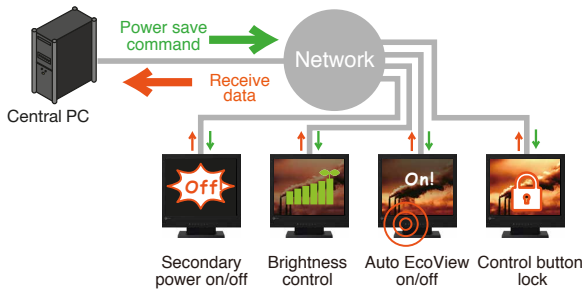 Power save
command
Network
Receive
data
Central PC
Off
On!
Secondary
power on/off
Brightness
control
Auto EcoView
on/off
Control button
lock